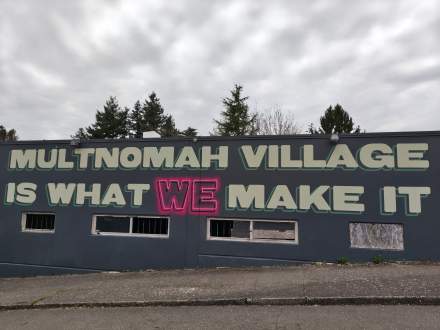 MULTNOMAH VILLAGE
IS WHAT WE MAKE IT